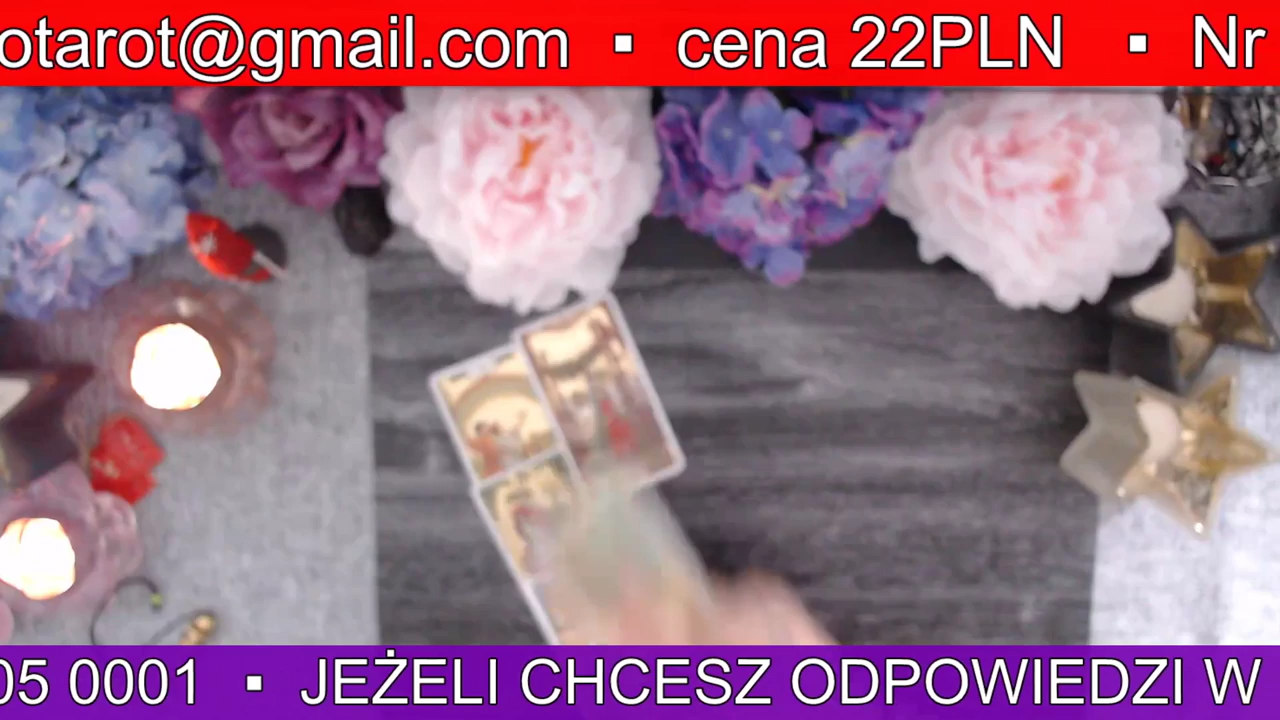 otarot@gmail.com ▪ cena 22PLN ▪ Nr
05 0001 ▪ JEŻELI CHCESZ ODPOWIEDZI W